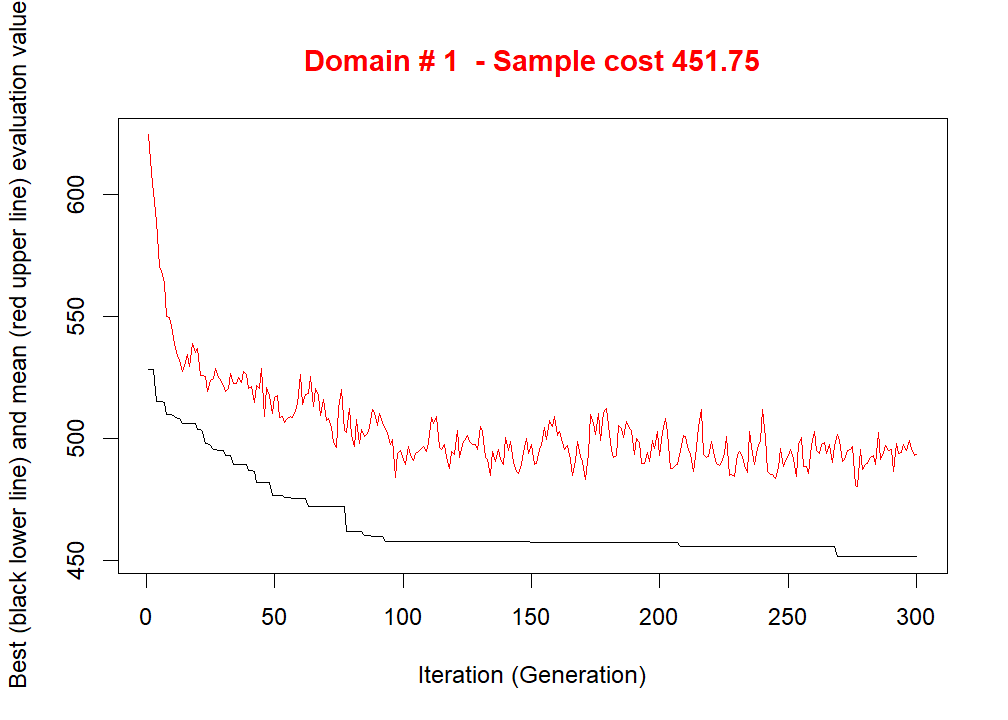 Domain # 1  - Sample cost 451.75
Best (black lower line) and mean (red upper line) evaluation value
600
550
500
450
0 50 100 150 200 250 300
Iteration (Generation)